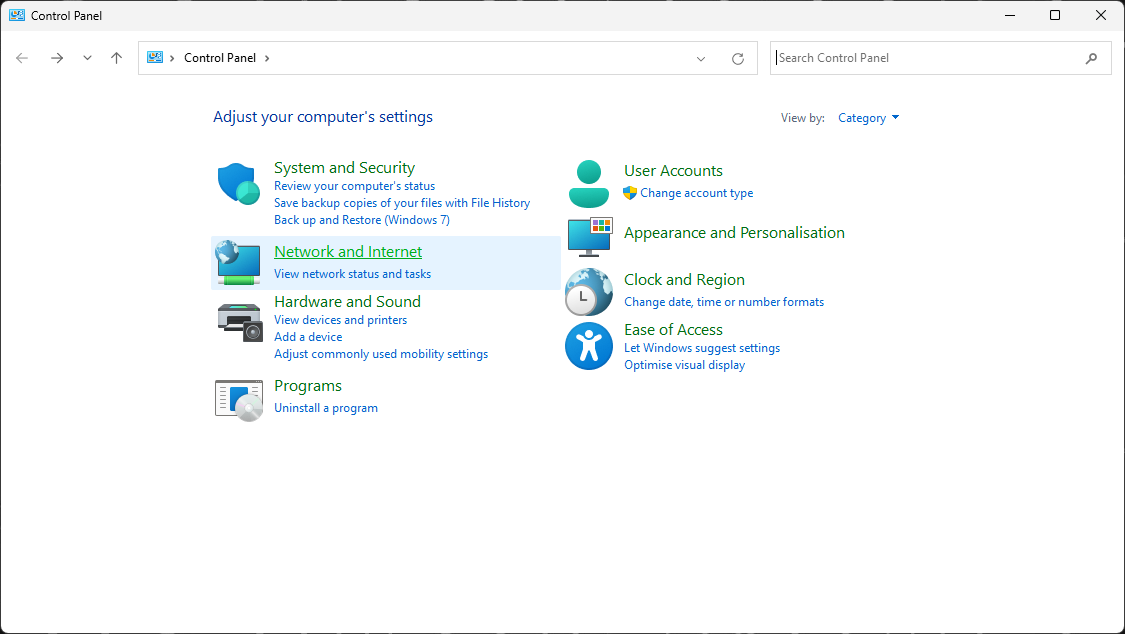 Control Panel
Control Panel
Search Control Panel
Adjust your computer's settings
View by:
Category
System and Security
Review your computer's status
Save backup copies of your files with File History
Back up and Restore (Windows 7)
Network and Internet
View network status and tasks
Hardware and Sound
View devices and printers
Add a device
Adjust commonly used mobility settings
Programs
Uninstall a program
User Accounts
Change account type
Appearance and Personalisation
Clock and Region
Change date, time or number formats
Ease of Access
Let Windows suggest settings
Optimise visual display